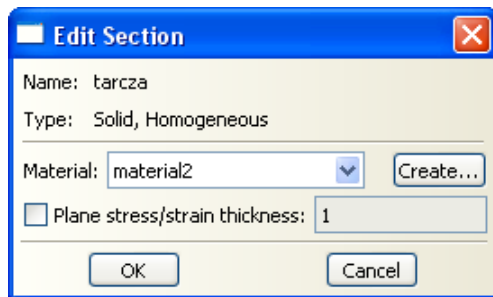 Edit Section
Name: tarcza
Type: Solid, Homogeneous
Material: material2 Create...
Plane stress/strain thickness: 1
OK Cancel